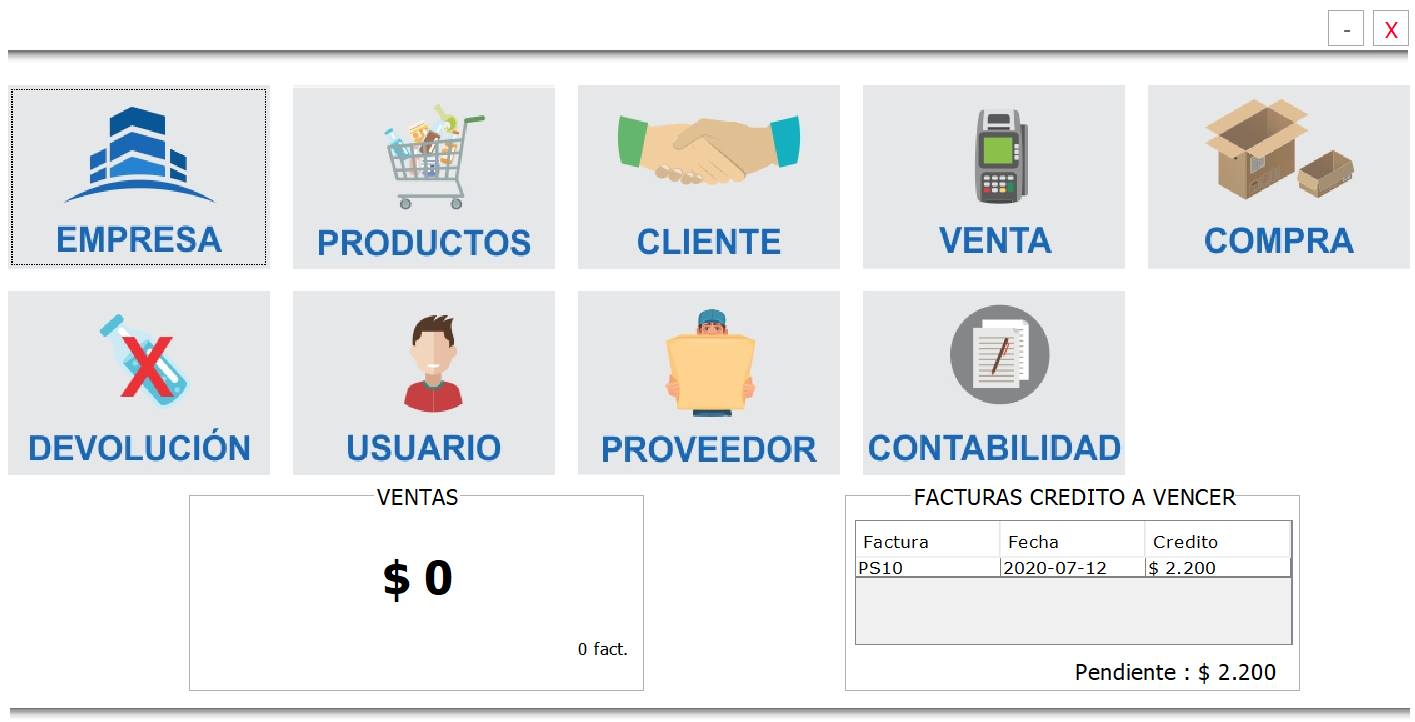 - X
EMPRESA PRODUCTOS CLIENTE VENTA COMPRA
DEVOLUCIÓN USUARIO PROVEEDOR CONTABILIDAD
VENTAS
$ 0
0 fact.
FACTURAS CREDITO A VENCER
Factura Fecha Credito
PS10 2020-07-12 $ 2.200
Pendiente : $ 2.200